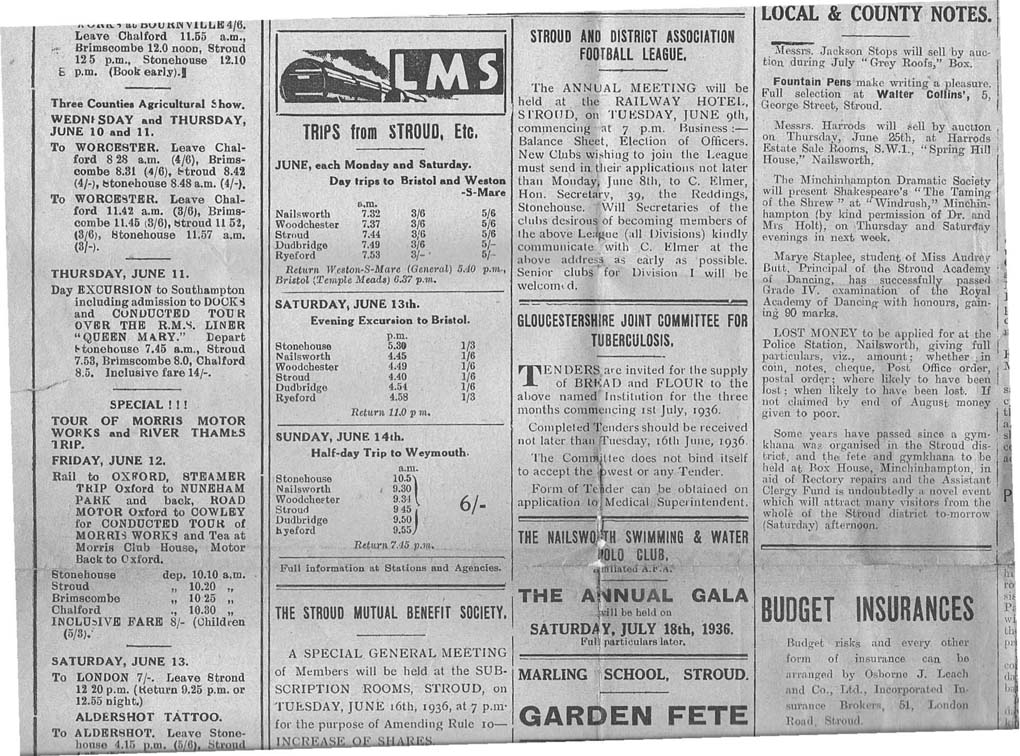 at BOURNVILLE 4/6.
Leave Chalford 11.55 a.m.,
Brimscombe 12.0 noon, Stroud
12 5 p.m., Stonehouse 12.10
p.m. (Book early).
Three Counties Agricultural Show.
WEDNESDAY and THURSDAY,
JUNE 10 and 11.
To WORCESTER. Leave Chal-
ford 8 28 a.m. (4/6), Brims-
combe 8.31 (4/6), Stroud 8.42
(4/-), Stonehouse 8.48 a.m. (4/-).
To WORCESTER. Leave Chal-
ford 11.42 a.m. (3/6), Brims-
combe 11.45 (3/6), Stroud 11 52,
(3/6), Stonehouse 11.57 a.m.
(3/-).
THURSDAY, JUNE 11.
Day EXCURSION to Southampton
including admission to DOCKS
and CONDUCTED TOUR
OVER THE R.M.S. LINER
"QUEEN MARY." Depart
Stonehouse 7.45 a.m., Stroud
7.53, Brimscombe 8.0, Chalford
8.5. Inclusive fare 14/-.
SPECIAL ! ! !
TOUR OF MORRIS MOTOR
WORKS and RIVER THAMES
TRIP.
FRIDAY, JUNE 12.
Rail to OXFORD, STEAMER
TRIP Oxford to NUNEHAM
PARK and back, ROAD
MOTOR Oxford to COWLEY
for CONDUCTED TOUR of
MORRIS WORKS and Tea at
Morris Club House, Motor
Back to Oxford.
Stonehouse dep. 10.10 a.m.
Stroud „ 10.20 „
Brimscombe „ 10 25 „
Chalford „ 10.30 „
INCLUSIVE FARE 8/- (Children
(5/3).
SATURDAY, JUNE 13.
To LONDON 7/-. Leave Stroud
12 20 p.m. (Return 9.25 p.m. or
12.55 night.)
ALDERSHOT TATTOO.
To ALDERSHOT. Leave Stone-
house 4.15 p.m. (5/6), Stroud
LMS
TRIPS from STROUD, Etc.
JUNE, each Monday and Saturday.
Day trips to Bristol and Weston
-S-Mare
a.m.
Nailsworth 7.32 3/6 5/6
Woodchester 7.37 3/6 5/6
Stroud 7.44 3/6 5/6
Dudbridge 7.49 3/6 5/-
Ryeford 7.53 3/- 5/-
Return Weston-S-Mare (General) 5.40 p.m.,
Bristol (Temple Meads) 6.37 p.m.
SATURDAY, JUNE 13th.
Evening Excursion to Bristol.
p.m.
Stonehouse 5.30 1/3
Nailsworth 4.45 1/6
Woodchester 4.49 1/6
Stroud 4.40 1/6
Dudbridge 4.54 1/6
Ryeford 4.58 1/3
Return 11.0 p m.
SUNDAY, JUNE 14th.
Half-day Trip to Weymouth.
a.m.
Stonehouse 10.5
Nailsworth 9.30
Woodchester 9.34
Stroud 9 45
Dudbridge 9.50
Ryeford 9.55
6/-
Return 7.45 p.m.
Full information at Stations and Agencies.
THE STROUD MUTUAL BENEFIT SOCIETY.
A SPECIAL GENERAL MEETING
of Members will be held at the SUB-
SCRIPTION ROOMS, STROUD, on
TUESDAY, JUNE 16th, 1936, at 7 p.m.
for the purpose of Amending Rule 10—
INCREASE OF SHARES
STROUD AND DISTRICT ASSOCIATION
FOOTBALL LEAGUE.
The ANNUAL MEETING will be
held at the RAILWAY HOTEL,
STROUD, on TUESDAY, JUNE 9th,
commencing at 7 p.m. Business :—
Balance Sheet, Election of Officers.
New Clubs wishing to join the League
must send in their applications not later
than Monday, June 8th, to C. Elmer,
Hon. Secretary, 39, the Reddings,
Stonehouse. Will Secretaries of the
clubs desirous of becoming members of
the above League (all Divisions) kindly
communicate with C. Elmer at the
above address as early as possible.
Senior clubs for Division I will be
welcomed.
GLOUCESTERSHIRE JOINT COMMITTEE FOR
TUBERCULOSIS.
TENDERS are invited for the supply
of BREAD and FLOUR to the
above named Institution for the three
months commencing 1st July, 1936.
Completed Tenders should be received
not later than Tuesday, 16th June, 1936.
The Committee does not bind itself
to accept the lowest or any Tender.
Form of Tender can be obtained on
application to Medical Superintendent.
THE NAILSWORTH SWIMMING & WATER
POLO CLUB.
Affiliated A.F.A.
THE ANNUAL GALA
will be held on
SATURDAY, JULY 18th, 1936.
Full particulars later.
MARLING SCHOOL, STROUD.
GARDEN FETE
LOCAL & COUNTY NOTES.
Messrs. Jackson Stops will sell by auc-
tion during July "Grey Roofs," Box.
Fountain Pens make writing a pleasure.
Full selection at Walter Collins', 5,
George Street, Stroud.
Messrs. Harrods will sell by auction
on Thursday, June 25th, at Harrods
Estate Sale Rooms, S.W.1., "Spring Hill
House," Nailsworth.
The Minchinhampton Dramatic Society
will present Shakespeare's "The Taming
of the Shrew" at "Windrush," Minchin-
hampton (by kind permission of Dr. and
Mrs Holt), on Thursday and Saturday
evenings in next week.
Marye Staplee, student of Miss Audrey
Butt, Principal of the Stroud Academy
of Dancing, has successfully passed
Grade IV. examination of the Royal
Academy of Dancing with honours, gain-
ing 90 marks.
LOST MONEY to be applied for at the
Police Station, Nailsworth, giving full
particulars, viz., amount; whether in
coin, notes, cheque, Post Office order,
postal order; where likely to have been
lost; when likely to have been lost. If
not claimed by end of August money
given to poor.
Some years have passed since a gym-
khana was organised in the Stroud dis-
trict, and the fete and gymkhana to be
held at Box House, Minchinhampton, in
aid of Rectory repairs and the Assistant
Clergy Fund is undoubtedly a novel event
which will attract many visitors from the
whole of the Stroud district to-morrow
(Saturday) afternoon.
BUDGET INSURANCES
Budget risks and every other
form of insurance can be
arranged by Osborne J. Leach
and Co., Ltd., Incorporated In-
surance Brokers, 51, London
Road, Stroud.